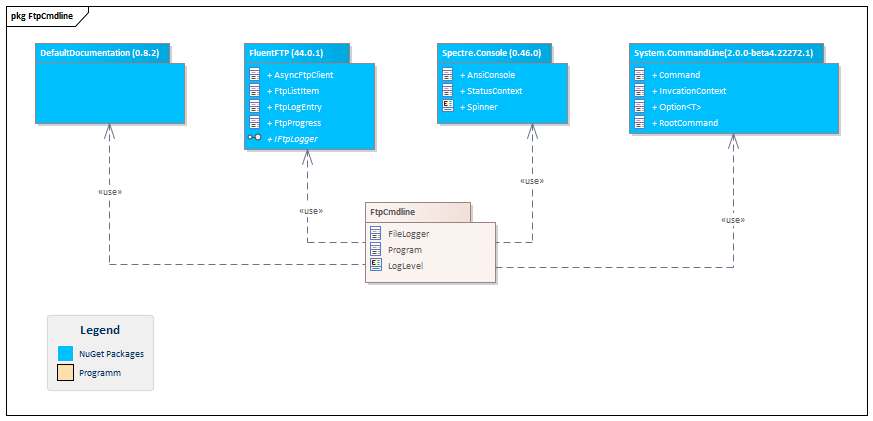 pkg FtpCmdline
DefaultDocumentation (0.8.2)
FluentFTP (44.0.1)
+ AsyncFtpClient
+ FtpListItem
+ FtpLogEntry
+ FtpProgress
+ IFtpLogger
Spectre.Console (0.46.0)
+ AnsiConsole
+ StatusContext
E
+ Spinner
System.CommandLine(2.0.0-beta4.22272.1)
+ Command
+ InvcationContext
+ Option<T>
+ RootCommand
«use»
«use»
«use»
«use»
FtpCmdline
FileLogger
Program
E
LogLevel
Legend
NuGet Packages
Programm